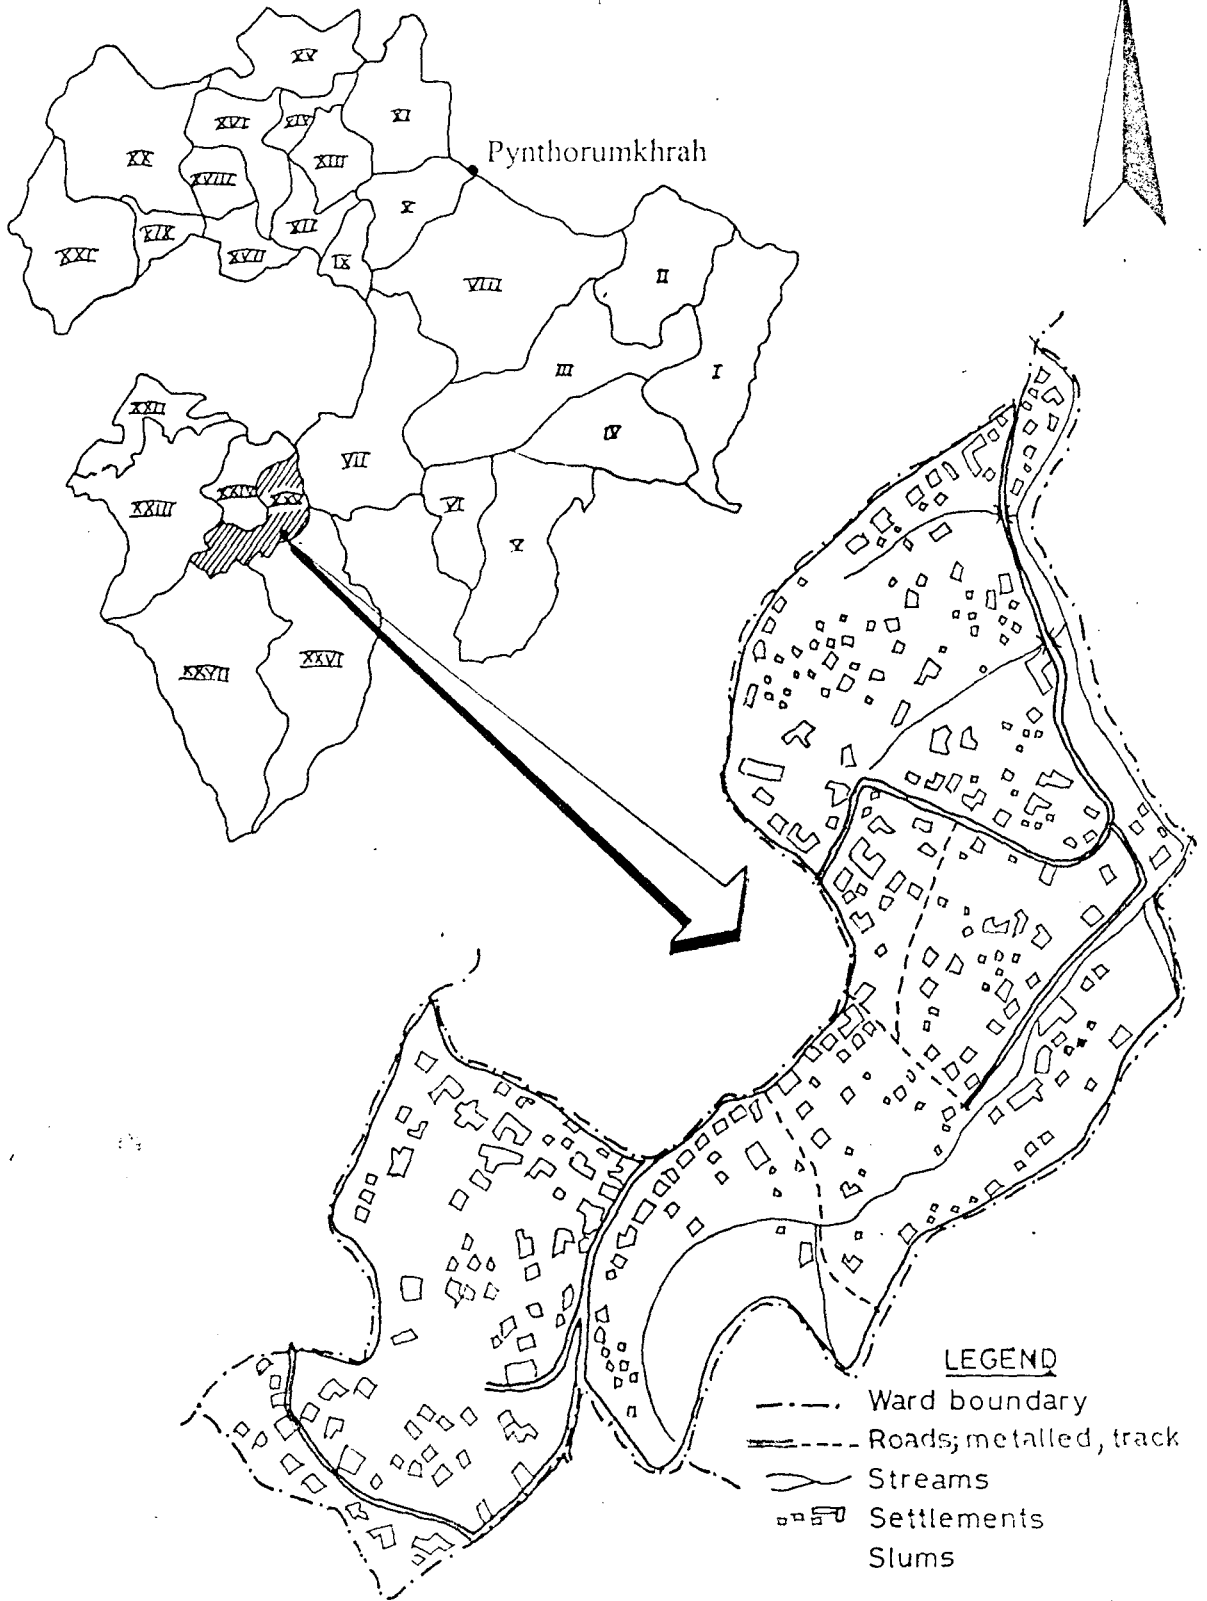 XV
XI
XVI
XIV
XIII
XX
Pynthorumkhrah
XVIII
X
XII
XIX
XVII
IX
XXI
VIII
II
III
I
XXII
IV
VII
XXIV
XXV
XXIII
VI
V
XXVI
XXVII
LEGEND
Ward boundary
Roads; metalled, track
Streams
Settlements
Slums